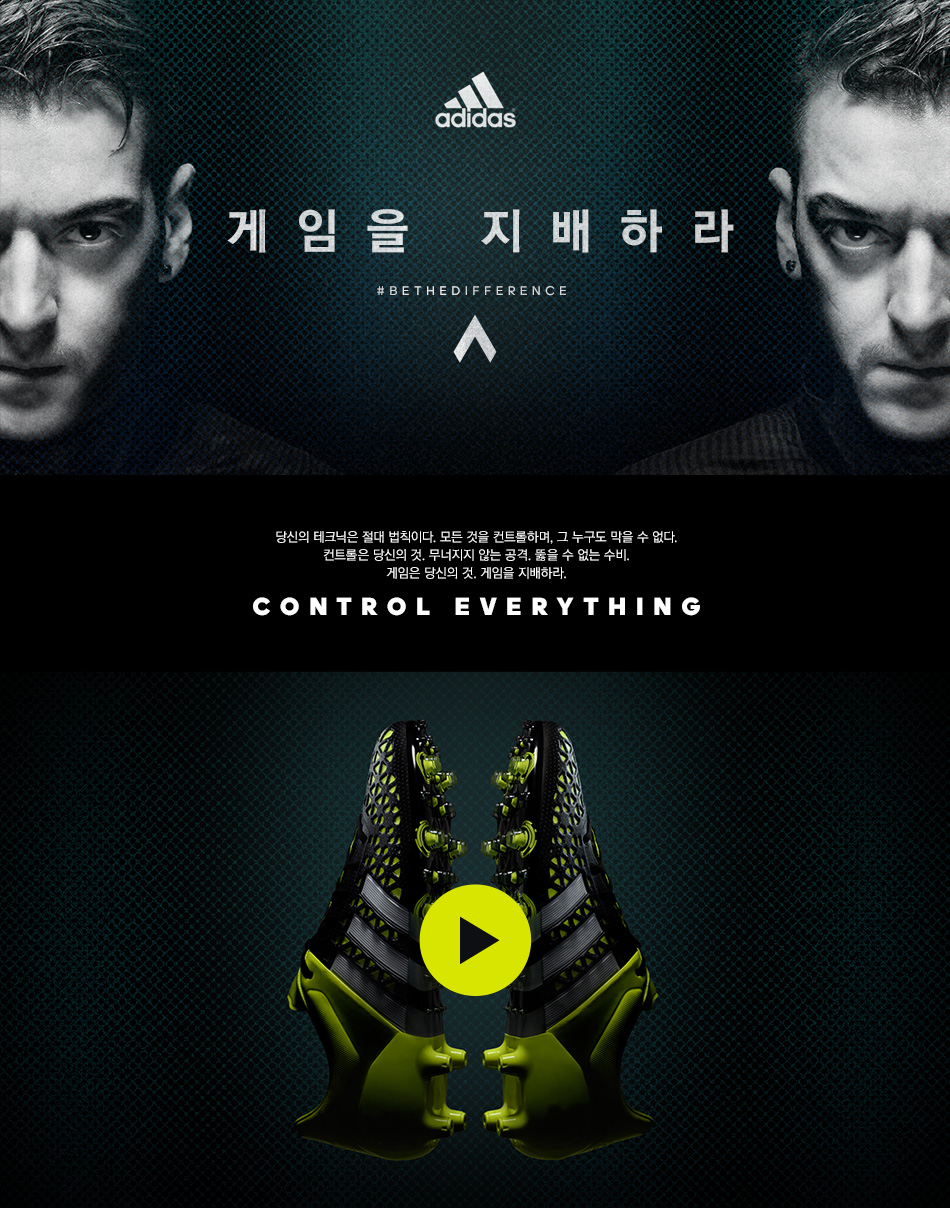 adidas
게임을 지배하라
#BETHEDIFFERENCE
당신의 테크닉은 절대 법칙이다. 모든 것을 컨트롤하며, 그 누구도 막을 수 없다.
컨트롤은 당신의 것. 무너지지 않는 공격. 뚫을 수 없는 수비.
게임은 당신의 것. 게임을 지배하라.
CONTROL EVERYTHING